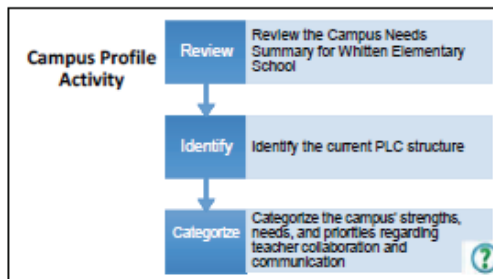 Campus Profile
Activity
Review
Review the Campus Needs
Summary for Whitten Elementary
School
Identify
Identify the current PLC structure
Categorize
Categorize the campus' strengths,
needs, and priorities regarding
teacher collaboration and
communication
?